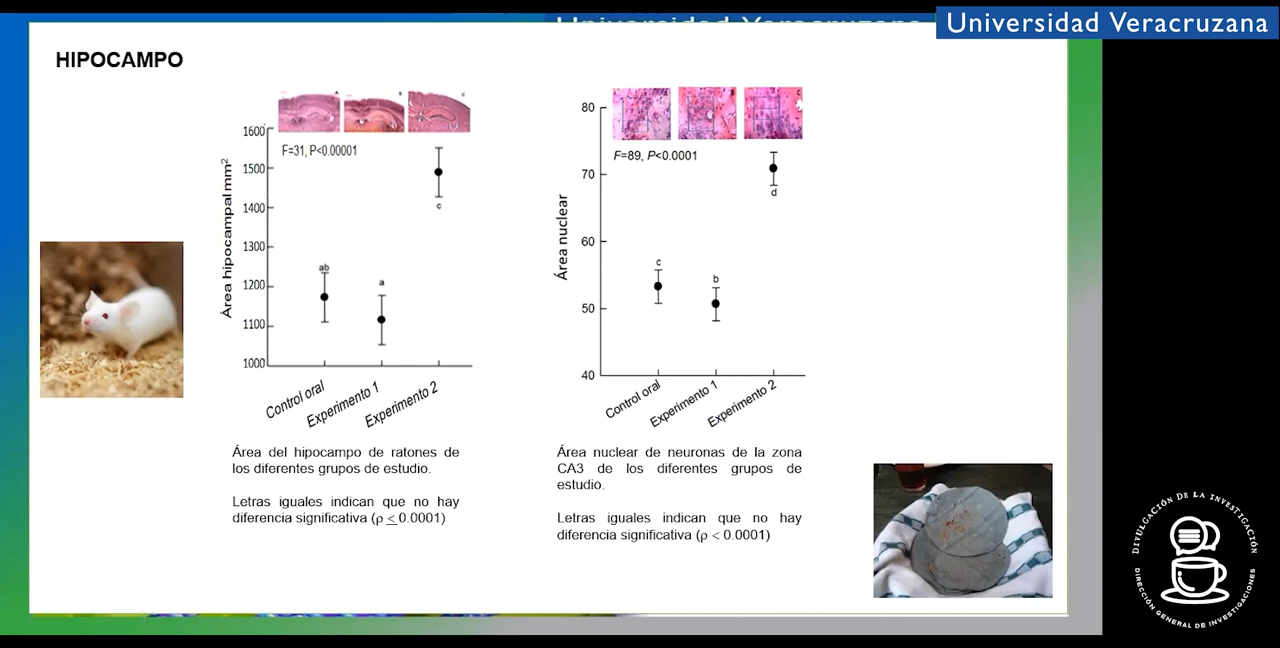 Universidad Veracruzana
Universidad Veracruzana
HIPOCAMPO
A
B
C
1600
1500
1400
1300
1200
1100
1000
Área hipocampal mm²
F=31, P<0.00001
ab
a
c
Control oral
Experimento 1
Experimento 2
Área del hipocampo de ratones de
los diferentes grupos de estudio.
Letras iguales indican que no hay
diferencia significativa (ρ ≤ 0.0001)
A
B
C
80
70
60
50
40
Área nuclear
F=89, P<0.0001
c
b
d
Control oral
Experimento 1
Experimento 2
Área nuclear de neuronas de la zona
CA3 de los diferentes grupos de
estudio.
Letras iguales indican que no hay
diferencia significativa (ρ < 0.0001)
DIVULGACIÓN DE LA INVESTIGACIÓN
DIRECCIÓN GENERAL DE INVESTIGACIONES